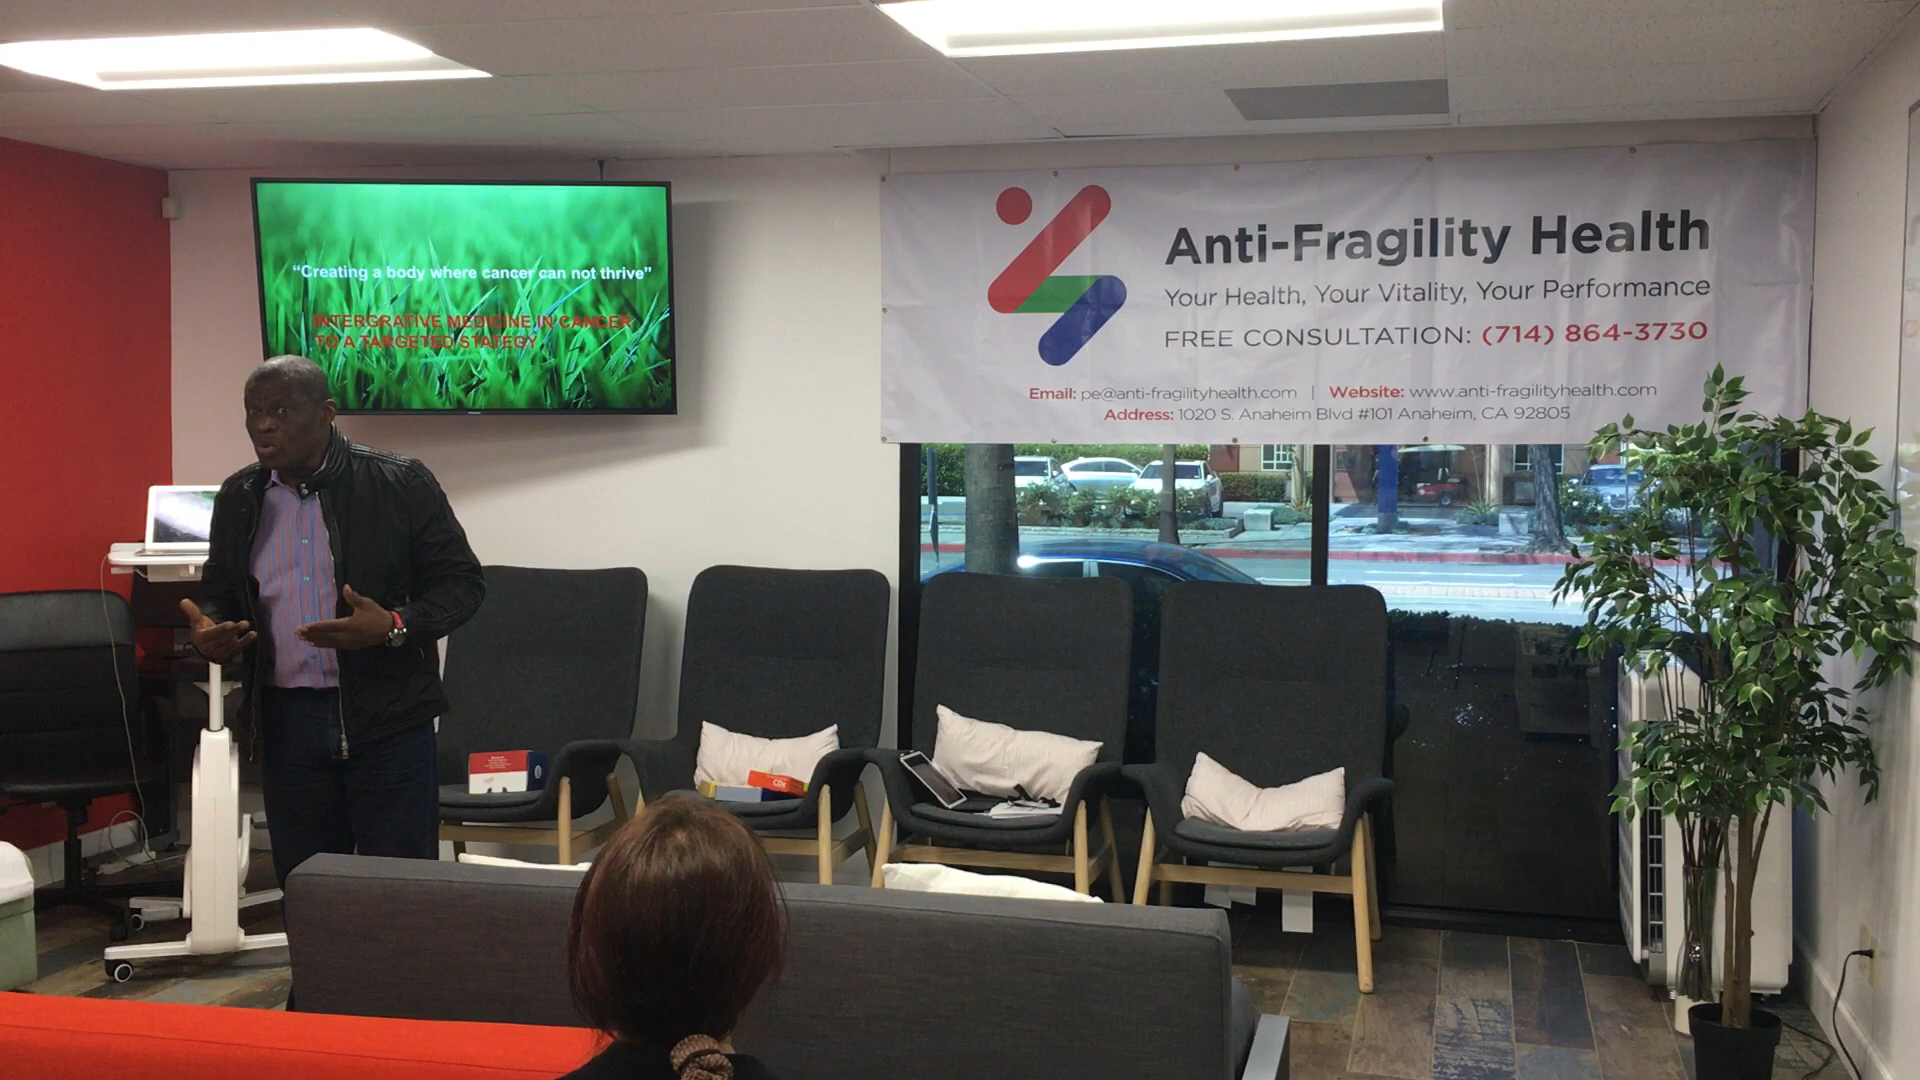 “Creating a body where cancer can not thrive”
INTERGRATIVE MEDICINE IN CANCER
TO A TARGETED STATEGY
Anti-Fragility Health
Your Health, Your Vitality, Your Performance
FREE CONSULTATION: (714) 864-3730
Email: pe@anti-fragilityhealth.com | Website: www.anti-fragilityhealth.com
Address: 1020 S. Anaheim Blvd #101 Anaheim, CA 92805